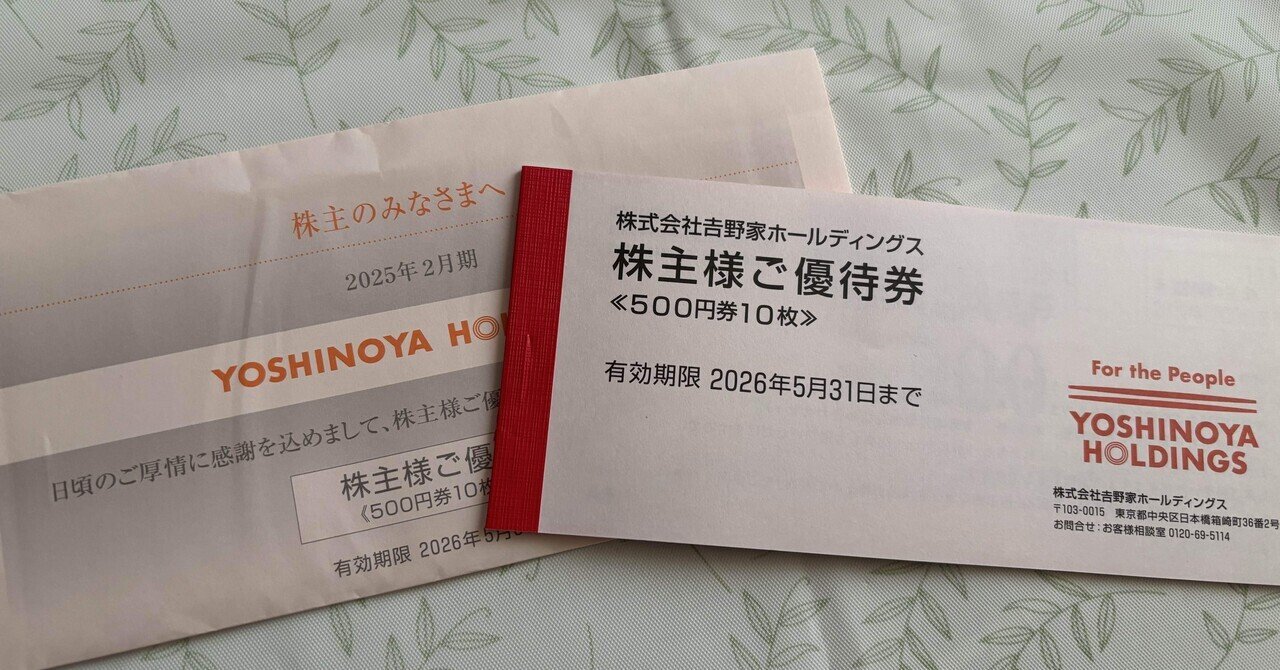 株主のみなさまへ
2025年2月期
YOSHINOYA
日頃のご厚情に感謝を込めまして、株主様ご優
株主様ご優
《500円券10枚
有効期限 2026年5月
株式会社𠮷野家ホールディングス
株主様ご優待券
≪500円券10枚≫
有効期限 2026年5月31日まで
For the People
YOSHINOYA
HOLDINGS
株式会社𠮷野家ホールディングス
〒103-0015 東京都中央区日本橋箱崎町36番2号
お問合せ：お客様相談室 0120-69-5114